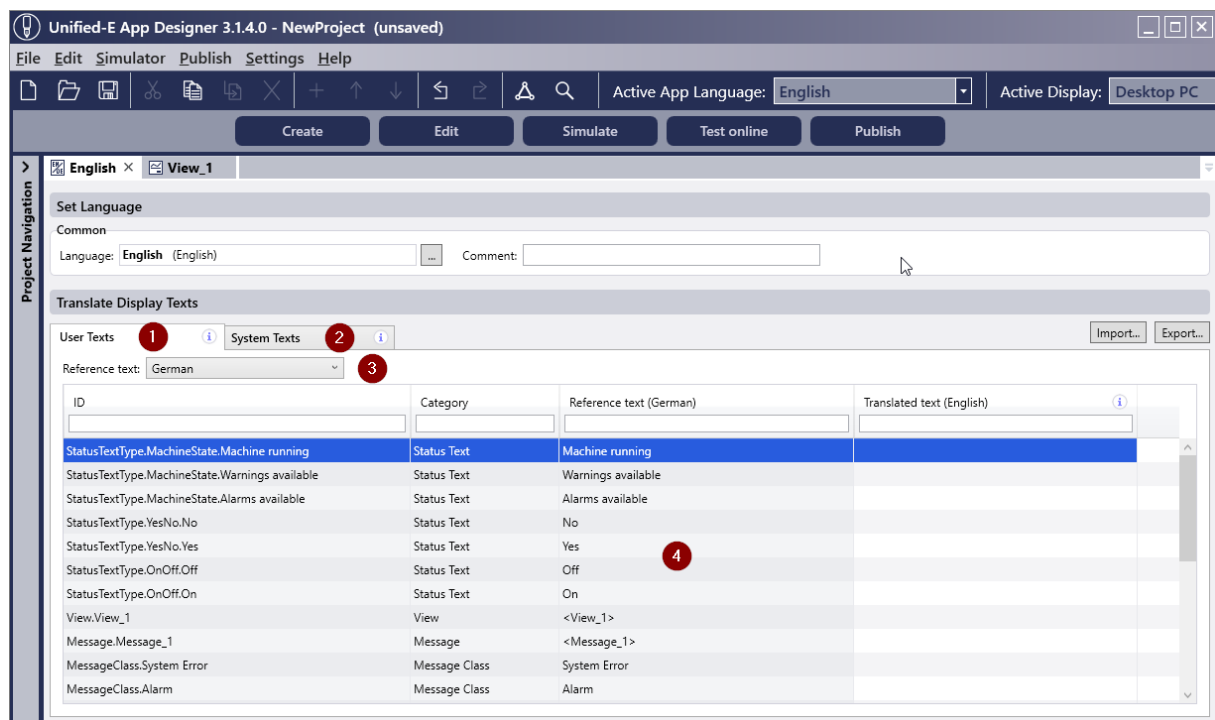 Unified-E App Designer 3.1.4.0 - NewProject (unsaved)
File Edit Simulator Publish Settings Help
Active App Language: English Active Display: Desktop PC
Create Edit Simulate Test online Publish
English View_1
Project Navigation
Set Language
Common
Language: English (English) ... Comment:
Translate Display Texts
User Texts 1 i System Texts 2 i Import... Export...
Reference text: German 3
ID Category Reference text (German) Translated text (English) i
StatusTextType.MachineState.Machine running Status Text Machine running
StatusTextType.MachineState.Warnings available Status Text Warnings available
StatusTextType.MachineState.Alarms available Status Text Alarms available
StatusTextType.YesNo.No Status Text No
StatusTextType.YesNo.Yes Status Text Yes 4
StatusTextType.OnOff.Off Status Text Off
StatusTextType.OnOff.On Status Text On
View.View_1 View <View_1>
Message.Message_1 Message <Message_1>
MessageClass.System Error Message Class System Error
MessageClass.Alarm Message Class Alarm